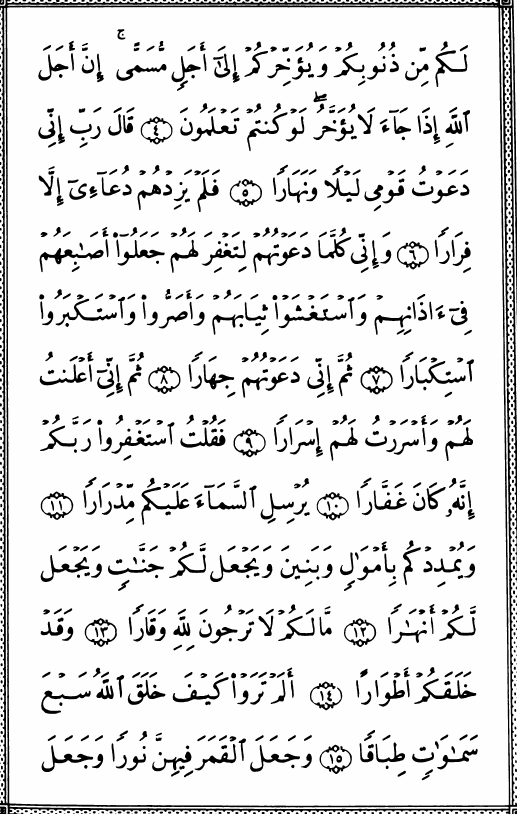 لَكُم مِّن ذُنُوبِكُمْ وَيُؤَخِّرْكُمْ إِلَىٰٓ أَجَلٍ مُّسَمًّى ۚ إِنَّ أَجَلَ
ٱللَّهِ إِذَا جَآءَ لَا يُؤَخَّرُ ۖ لَوْ كُنتُمْ تَعْلَمُونَ ٤ قَالَ رَبِّ إِنِّى
دَعَوْتُ قَوْمِى لَيْلًا وَنَهَارًا ٥ فَلَمْ يَزِدْهُمْ دُعَآءِىٓ إِلَّا
فِرَارًا ٦ وَإِنِّى كُلَّمَا دَعَوْتُهُمْ لِتَغْفِرَ لَهُمْ جَعَلُوٓا۟ أَصَٰبِعَهُمْ
فِىٓ ءَاذَانِهِمْ وَٱسْتَغْشَوْا۟ ثِيَابَهُمْ وَأَصَرُّوا۟ وَٱسْتَكْبَرُوا۟
ٱسْتِكْبَارًا ٧ ثُمَّ إِنِّى دَعَوْتُهُمْ جِهَارًا ٨ ثُمَّ إِنِّىٓ أَعْلَنتُ
لَهُمْ وَأَسْرَرْتُ لَهُمْ إِسْرَارًا ٩ فَقُلْتُ ٱسْتَغْفِرُوا۟ رَبَّكُمْ
إِنَّهُۥ كَانَ غَفَّارًا ١٠ يُرْسِلِ ٱلسَّمَآءَ عَلَيْكُم مِّدْرَارًا ١١
وَيُمْدِدْكُم بِأَمْوَٰلٍ وَبَنِينَ وَيَجْعَل لَّكُمْ جَنَّٰتٍ وَيَجْعَل
لَّكُمْ أَنْهَٰرًا ١٢ مَّا لَكُمْ لَا تَرْجُونَ لِلَّهِ وَقَارًا ١٣ وَقَدْ
خَلَقَكُمْ أَطْوَارًا ١٤ أَلَمْ تَرَوْا۟ كَيْفَ خَلَقَ ٱللَّهُ سَبْعَ
سَمَٰوَٰتٍ طِبَاقًا ١٥ وَجَعَلَ ٱلْقَمَرَ فِيهِنَّ نُورًا وَجَعَلَ